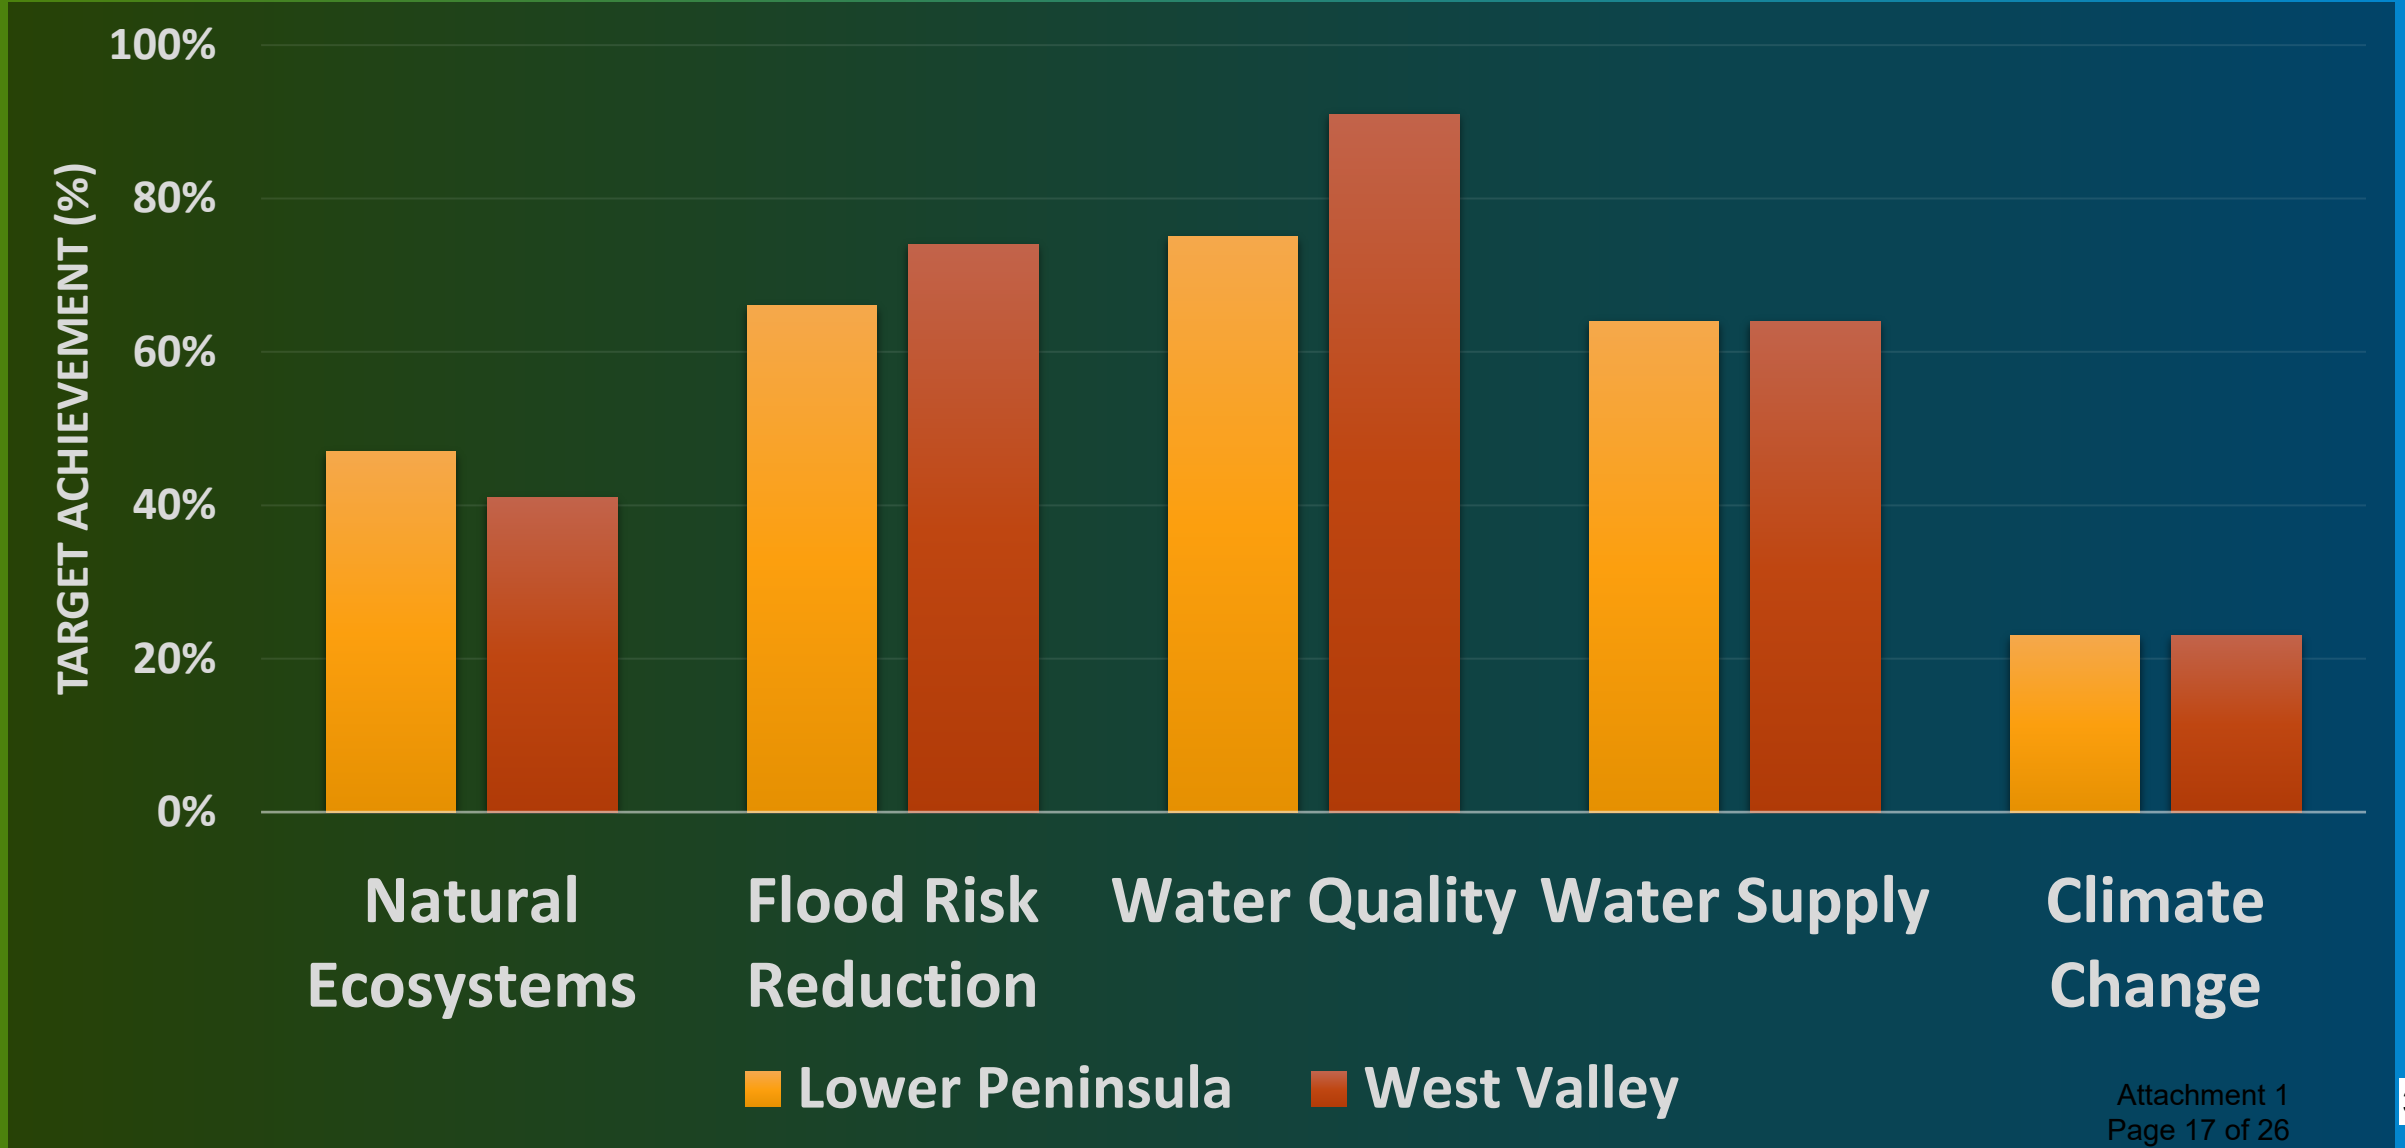 100%
80%
60%
40%
20%
0%
TARGET ACHIEVEMENT (%)
Natural
Ecosystems
Flood Risk
Reduction
Water Quality
Water Supply
Climate
Change
Lower Peninsula
West Valley
Attachment 1
Page 17 of 26